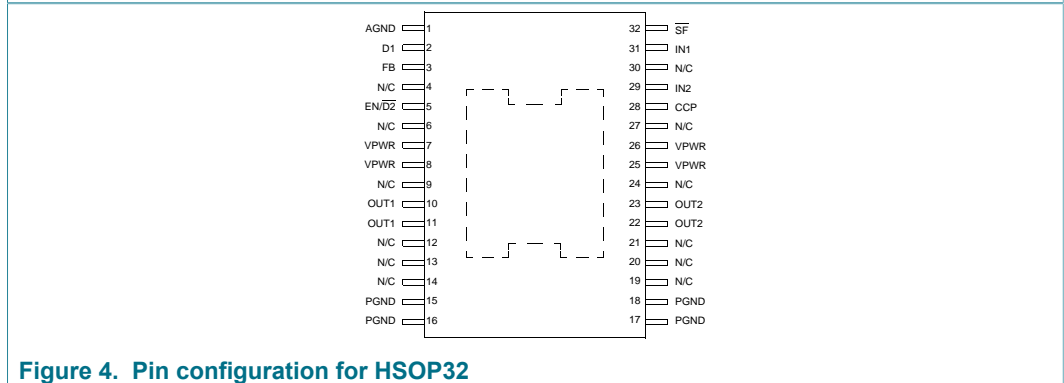 AGND 1
D1 2
FB 3
N/C 4
EN/D2 5
N/C 6
VPWR 7
VPWR 8
N/C 9
OUT1 10
OUT1 11
N/C 12
N/C 13
N/C 14
PGND 15
PGND 16
32 SF
31 IN1
30 N/C
29 IN2
28 CCP
27 N/C
26 VPWR
25 VPWR
24 N/C
23 OUT2
22 OUT2
21 N/C
20 N/C
19 N/C
18 PGND
17 PGND
Figure 4. Pin configuration for HSOP32